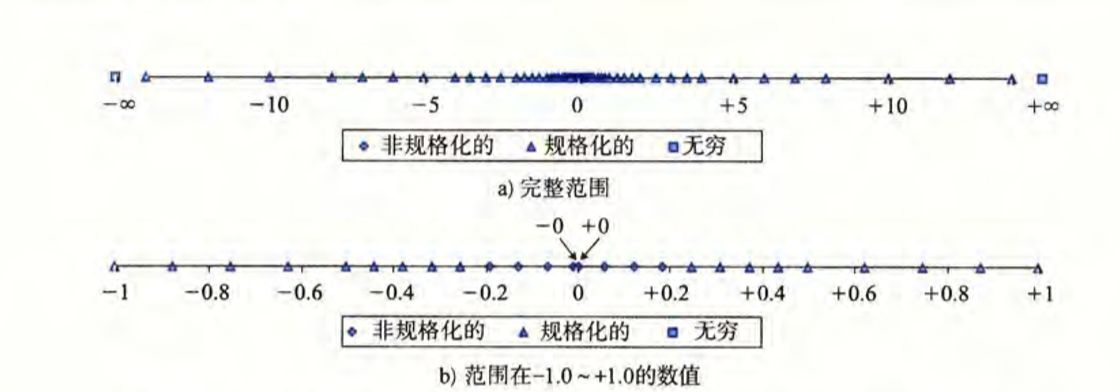 −∞ −10 −5 0 +5 +10 +∞
非规格化的 规格化的 无穷
a) 完整范围
−0 +0
−1 −0.8 −0.6 −0.4 −0.2 0 +0.2 +0.4 +0.6 +0.8 +1
非规格化的 规格化的 无穷
b) 范围在−1.0～+1.0的数值